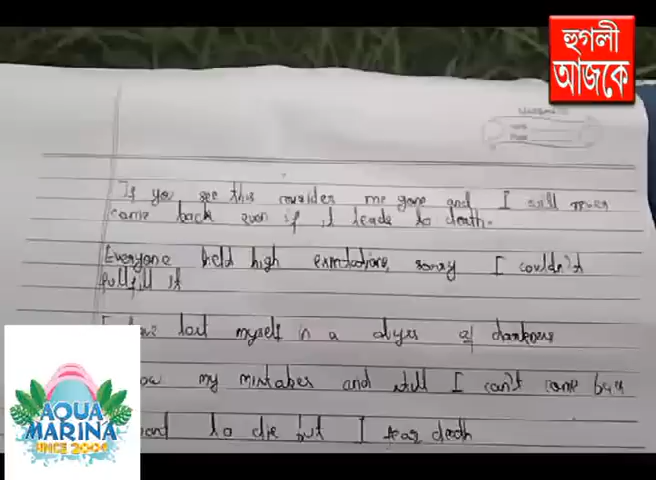 হুগলী
আজকে
If you see this consider me gone and I will never
come back even if it leads to death.
Everyone held high expectations, sorry I couldn't
fulfill it
lost myself in a abyss of darkness
my mistakes and still I can't come back
to die but I fear death
AQUA
MARINA
SINCE 2004